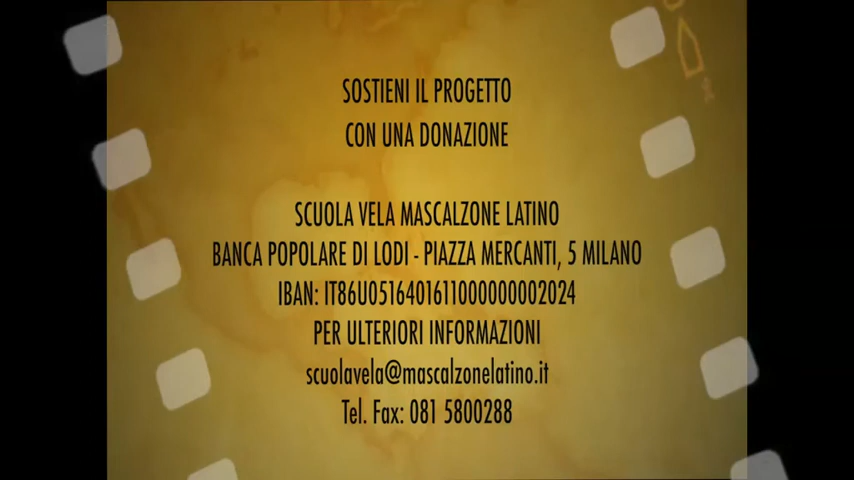 SOSTIENI IL PROGETTO
CON UNA DONAZIONE
SCUOLA VELA MASCALZONE LATINO
BANCA POPOLARE DI LODI - PIAZZA MERCANTI, 5 MILANO
IBAN: IT86U0516401611000000002024
PER ULTERIORI INFORMAZIONI
scuolavela@mascalzonelatino.it
Tel. Fax: 081 5800288